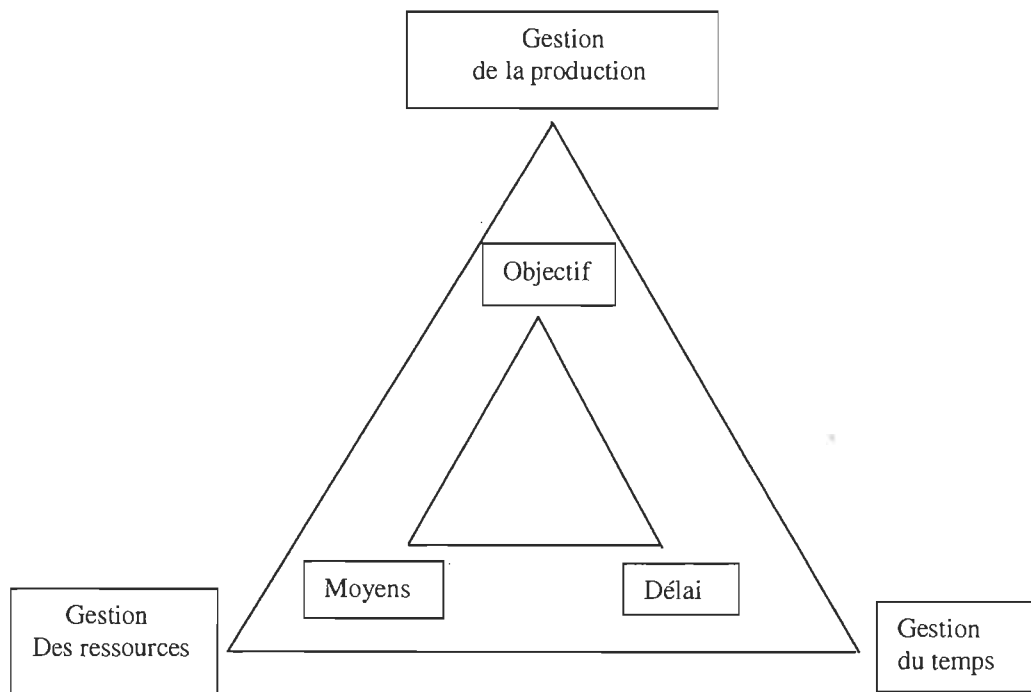 Gestion
de la production
Objectif
Moyens
Délai
Gestion
Des ressources
Gestion
du temps